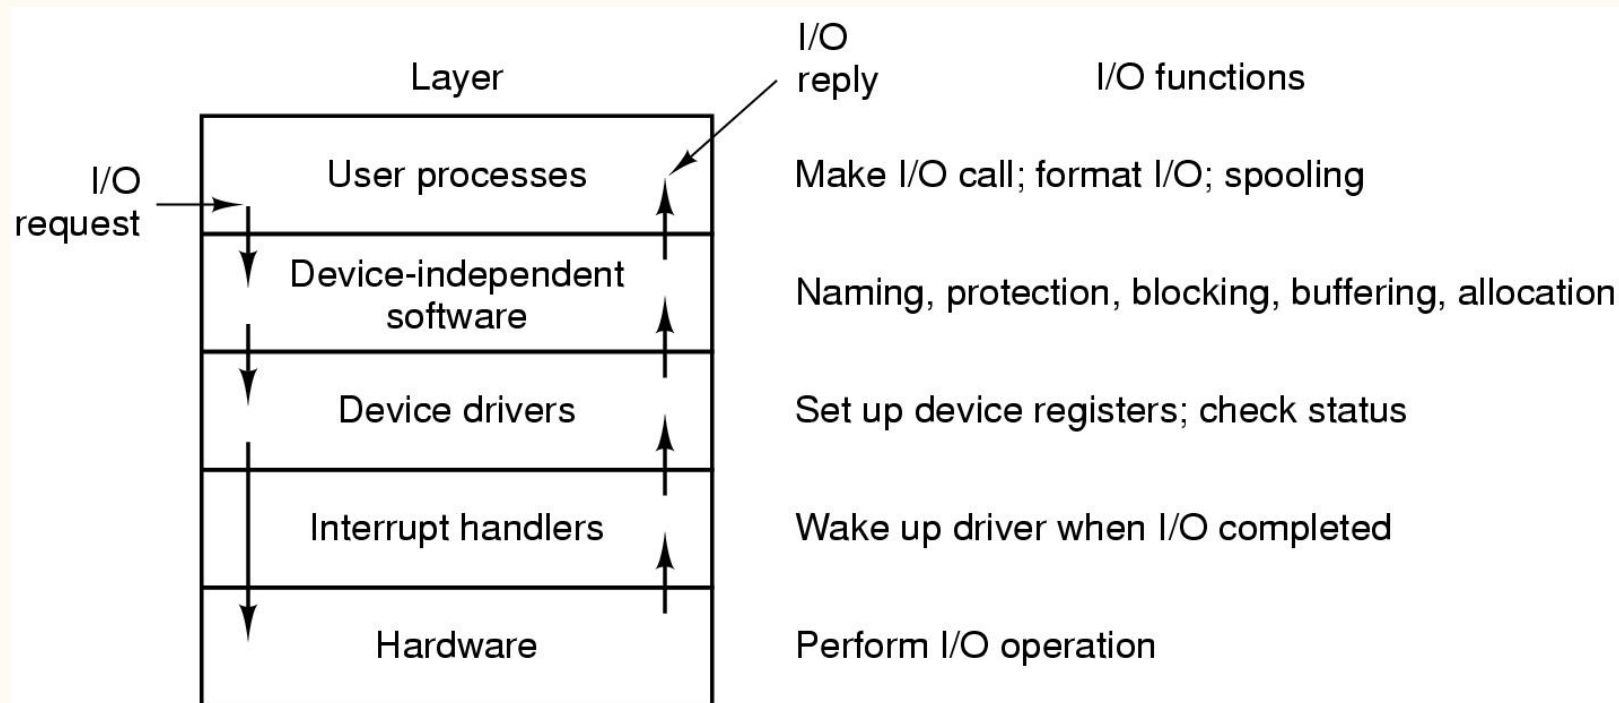 Layer
I/O
reply
I/O functions
I/O
request
User processes
Make I/O call; format I/O; spooling
Device-independent
software
Naming, protection, blocking, buffering, allocation
Device drivers
Set up device registers; check status
Interrupt handlers
Wake up driver when I/O completed
Hardware
Perform I/O operation